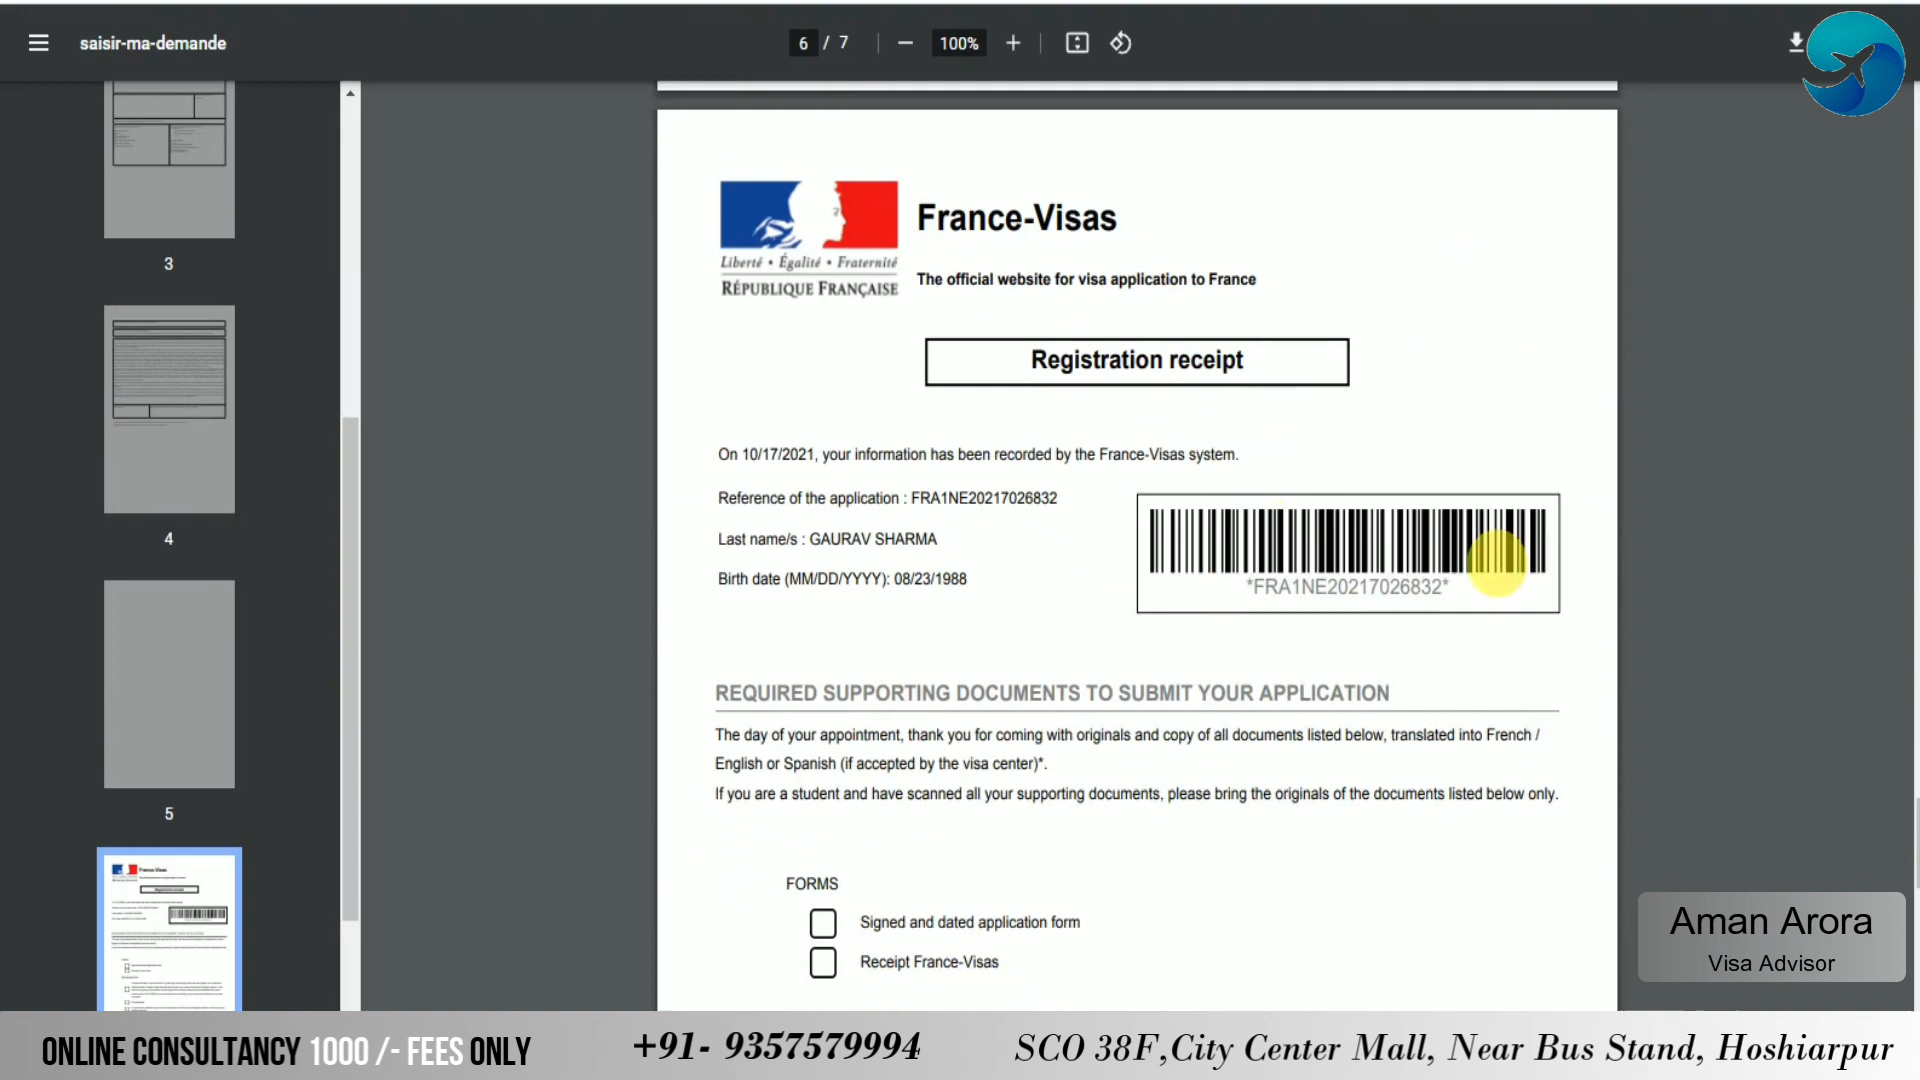 saisir-ma-demande
6 / 7
100%
3
4
5
Liberté • Égalité • Fraternité
RÉPUBLIQUE FRANÇAISE
France-Visas
The official website for visa application to France
Registration receipt
On 10/17/2021, your information has been recorded by the France-Visas system.
Reference of the application : FRA1NE20217026832
Last name/s : GAURAV SHARMA
Birth date (MM/DD/YYYY): 08/23/1988
*FRA1NE20217026832*
REQUIRED SUPPORTING DOCUMENTS TO SUBMIT YOUR APPLICATION
The day of your appointment, thank you for coming with originals and copy of all documents listed below, translated into French /
English or Spanish (if accepted by the visa center)*.
If you are a student and have scanned all your supporting documents, please bring the originals of the documents listed below only.
FORMS
Signed and dated application form
Receipt France-Visas
Aman Arora
Visa Advisor
ONLINE CONSULTANCY 1000 /- FEES ONLY
+91- 9357579994
SCO 38F,City Center Mall, Near Bus Stand, Hoshiarpur